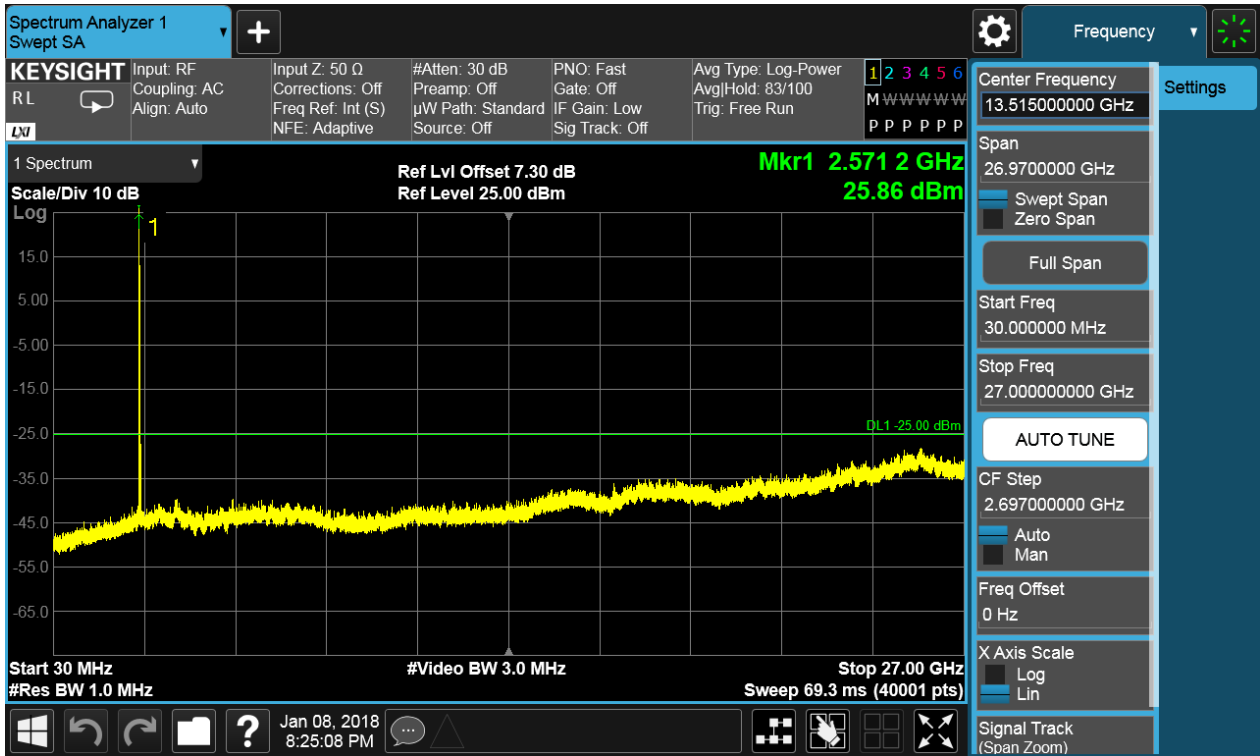 Spectrum Analyzer 1
Swept SA
+
Frequency
KEYSIGHT
R L
LXI
Input: RF
Coupling: AC
Align: Auto
Input Z: 50 Ω
Corrections: Off
Freq Ref: Int (S)
NFE: Adaptive
#Atten: 30 dB
Preamp: Off
µW Path: Standard
Source: Off
PNO: Fast
Gate: Off
IF Gain: Low
Sig Track: Off
Avg Type: Log-Power
Avg|Hold: 83/100
Trig: Free Run
1 2 3 4 5 6
M W W W W W
P P P P P P
1 Spectrum
Scale/Div 10 dB
Log
Ref Lvl Offset 7.30 dB
Ref Level 25.00 dBm
Mkr1 2.571 2 GHz
25.86 dBm
1
15.0
5.00
-5.00
-15.0
-25.0
-35.0
-45.0
-55.0
-65.0
DL1 -25.00 dBm
Start 30 MHz
#Res BW 1.0 MHz
#Video BW 3.0 MHz
Stop 27.00 GHz
Sweep 69.3 ms (40001 pts)
Center Frequency
13.515000000 GHz
Span
26.9700000 GHz
Swept Span
Zero Span
Full Span
Start Freq
30.000000 MHz
Stop Freq
27.000000000 GHz
AUTO TUNE
CF Step
2.697000000 GHz
Auto
Man
Freq Offset
0 Hz
X Axis Scale
Log
Lin
Signal Track
(Span Zoom)
Settings
?
Jan 08, 2018
8:25:08 PM